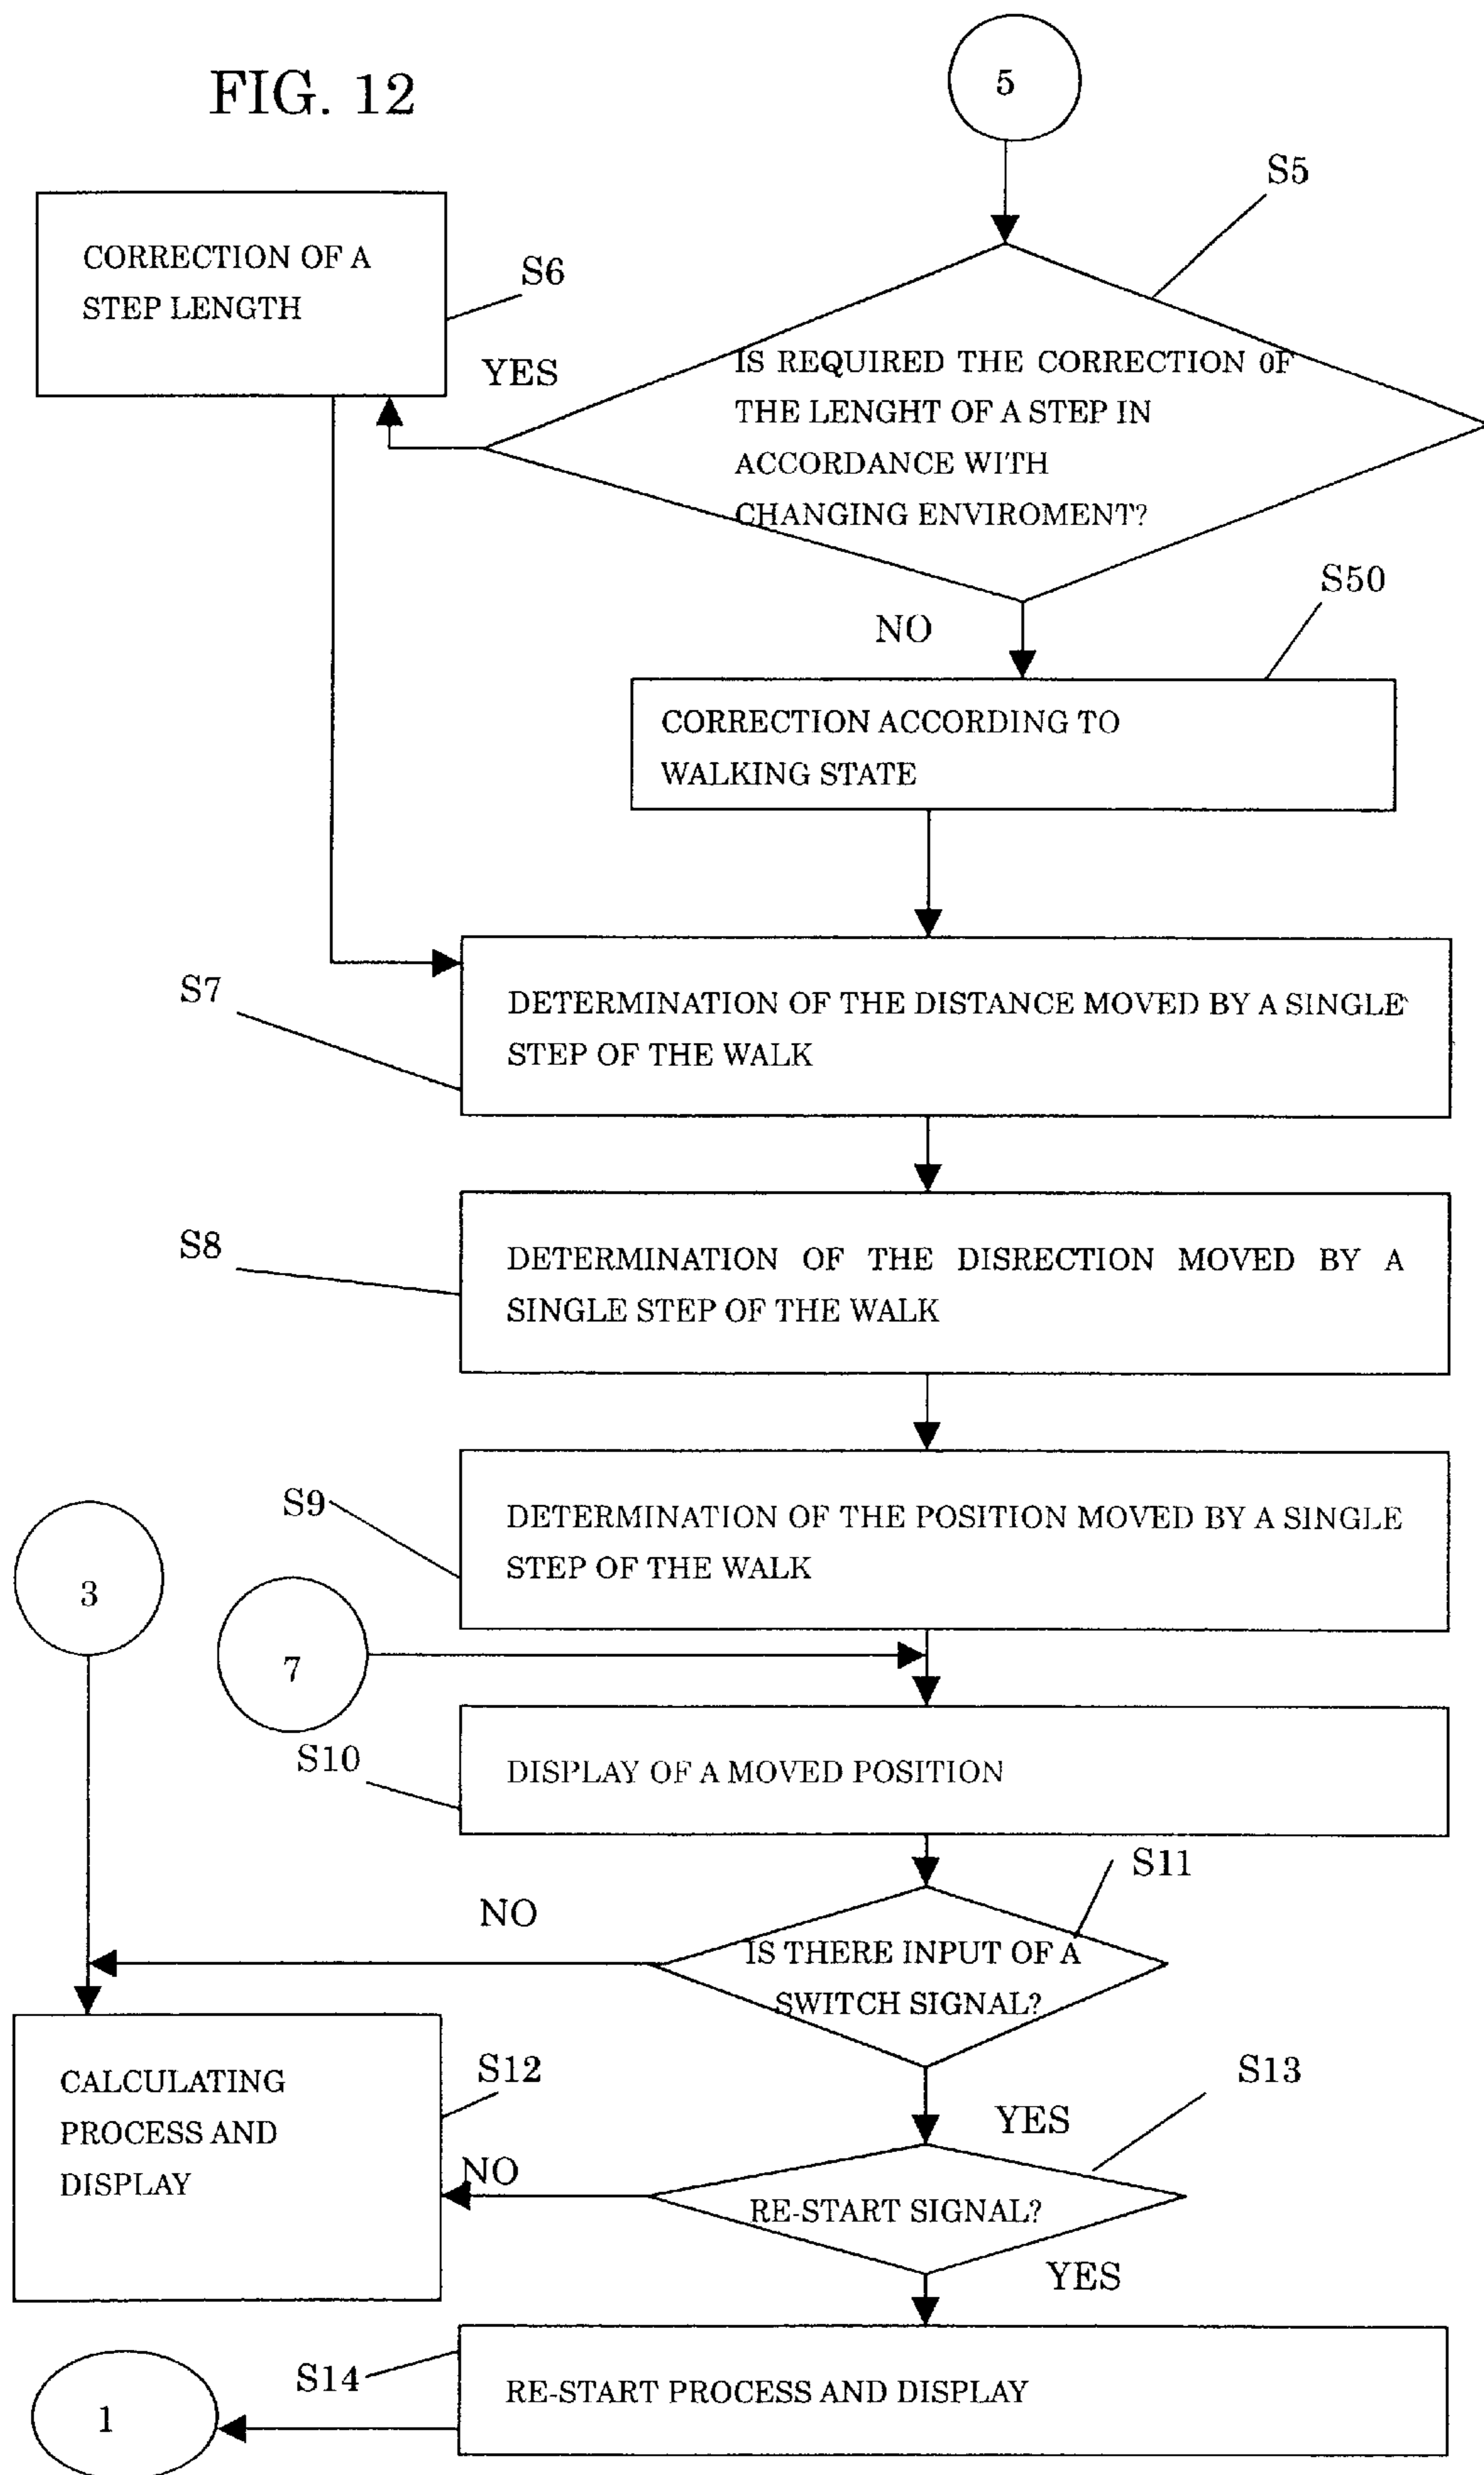 FIG. 12
5
S5
CORRECTION OF A
STEP LENGTH
S6
YES
IS REQUIRED THE CORRECTION 0F
THE LENGHT OF A STEP IN
ACCORDANCE WITH
CHANGING ENVIROMENT?
NO
S50
CORRECTION ACCORDING TO
WALKING STATE
S7
DETERMINATION OF THE DISTANCE MOVED BY A SINGLE
STEP OF THE WALK
S8
DETERMINATION OF THE DISRECTION MOVED BY A
SINGLE STEP OF THE WALK
S9
DETERMINATION OF THE POSITION MOVED BY A SINGLE
STEP OF THE WALK
3
7
S10
DISPLAY OF A MOVED POSITION
S11
NO
IS THERE INPUT OF A
SWITCH SIGNAL?
CALCULATING
PROCESS AND
DISPLAY
S12
S13
YES
NO
RE-START SIGNAL?
YES
S14
RE-START PROCESS AND DISPLAY
1